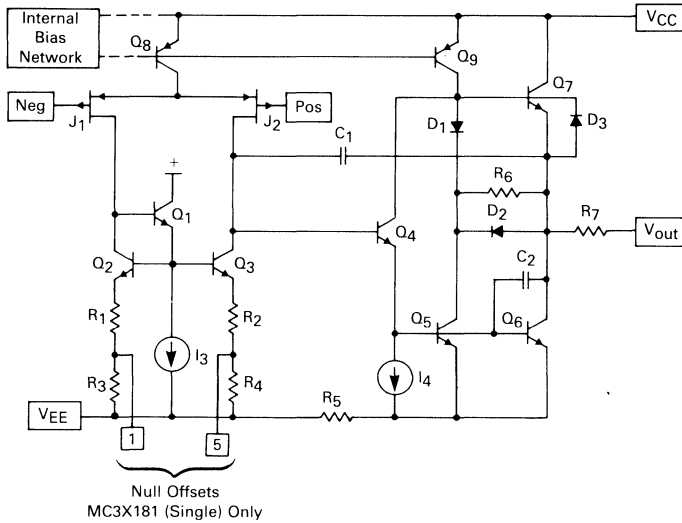 Internal
Bias
Network
VCC
Q8
Q9
Q7
Neg
J1
J2
Pos
D1
D3
C1
+
R6
Q1
D2
R7
Vout
Q4
Q2
Q3
C2
R1
R2
Q5
Q6
I3
R3
R4
I4
R5
VEE
1
5
Null Offsets
MC3X181 (Single) Only